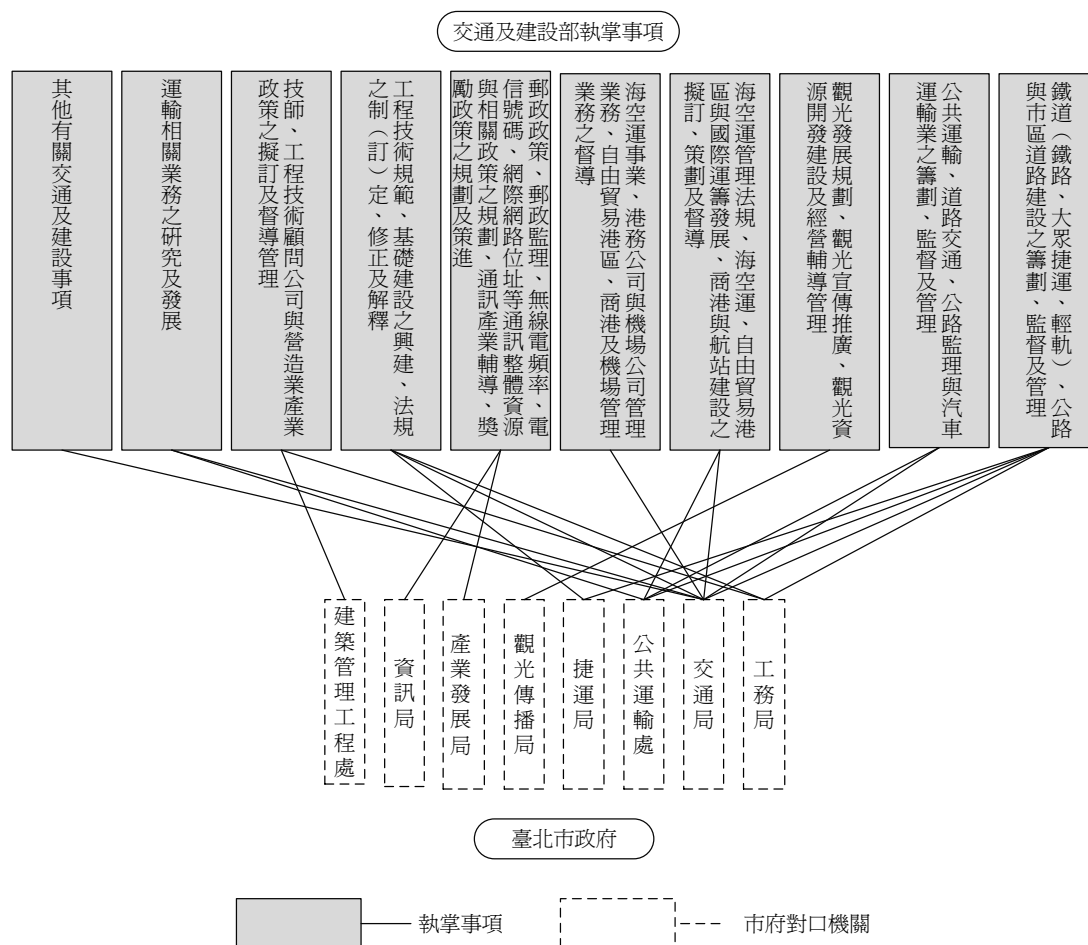 交通及建設部執掌事項
鐵道（鐵路、大眾捷運、輕軌）、公路
與市區道路建設之籌劃、監督及管理
公共運輸、道路交通、公路監理與汽車
運輸業之籌劃、監督及管理
觀光發展規劃、觀光宣傳推廣、觀光資
源開發建設及經營輔導管理
海空運管理法規、海空運、自由貿易港
區與國際運籌發展、商港與航站建設之
擬訂、策劃及督導
海空運事業、港務公司與機場公司管理
業務、自由貿易港區、商港及機場管理
業務之督導
郵政政策、郵政監理、無線電頻率、電
信號碼、網際網路位址等通訊整體資源
與相關政策之規劃、通訊產業輔導、獎
勵政策之規劃及策進
工程技術規範、基礎建設之興建、法規
之制（訂）定、修正及解釋
技師、工程技術顧問公司與營造業產業
政策之擬訂及督導管理
運輸相關業務之研究及發展
其他有關交通及建設事項
工務局
交通局
公共運輸處
捷運局
觀光傳播局
產業發展局
資訊局
建築管理工程處
臺北市政府
執掌事項
市府對口機關